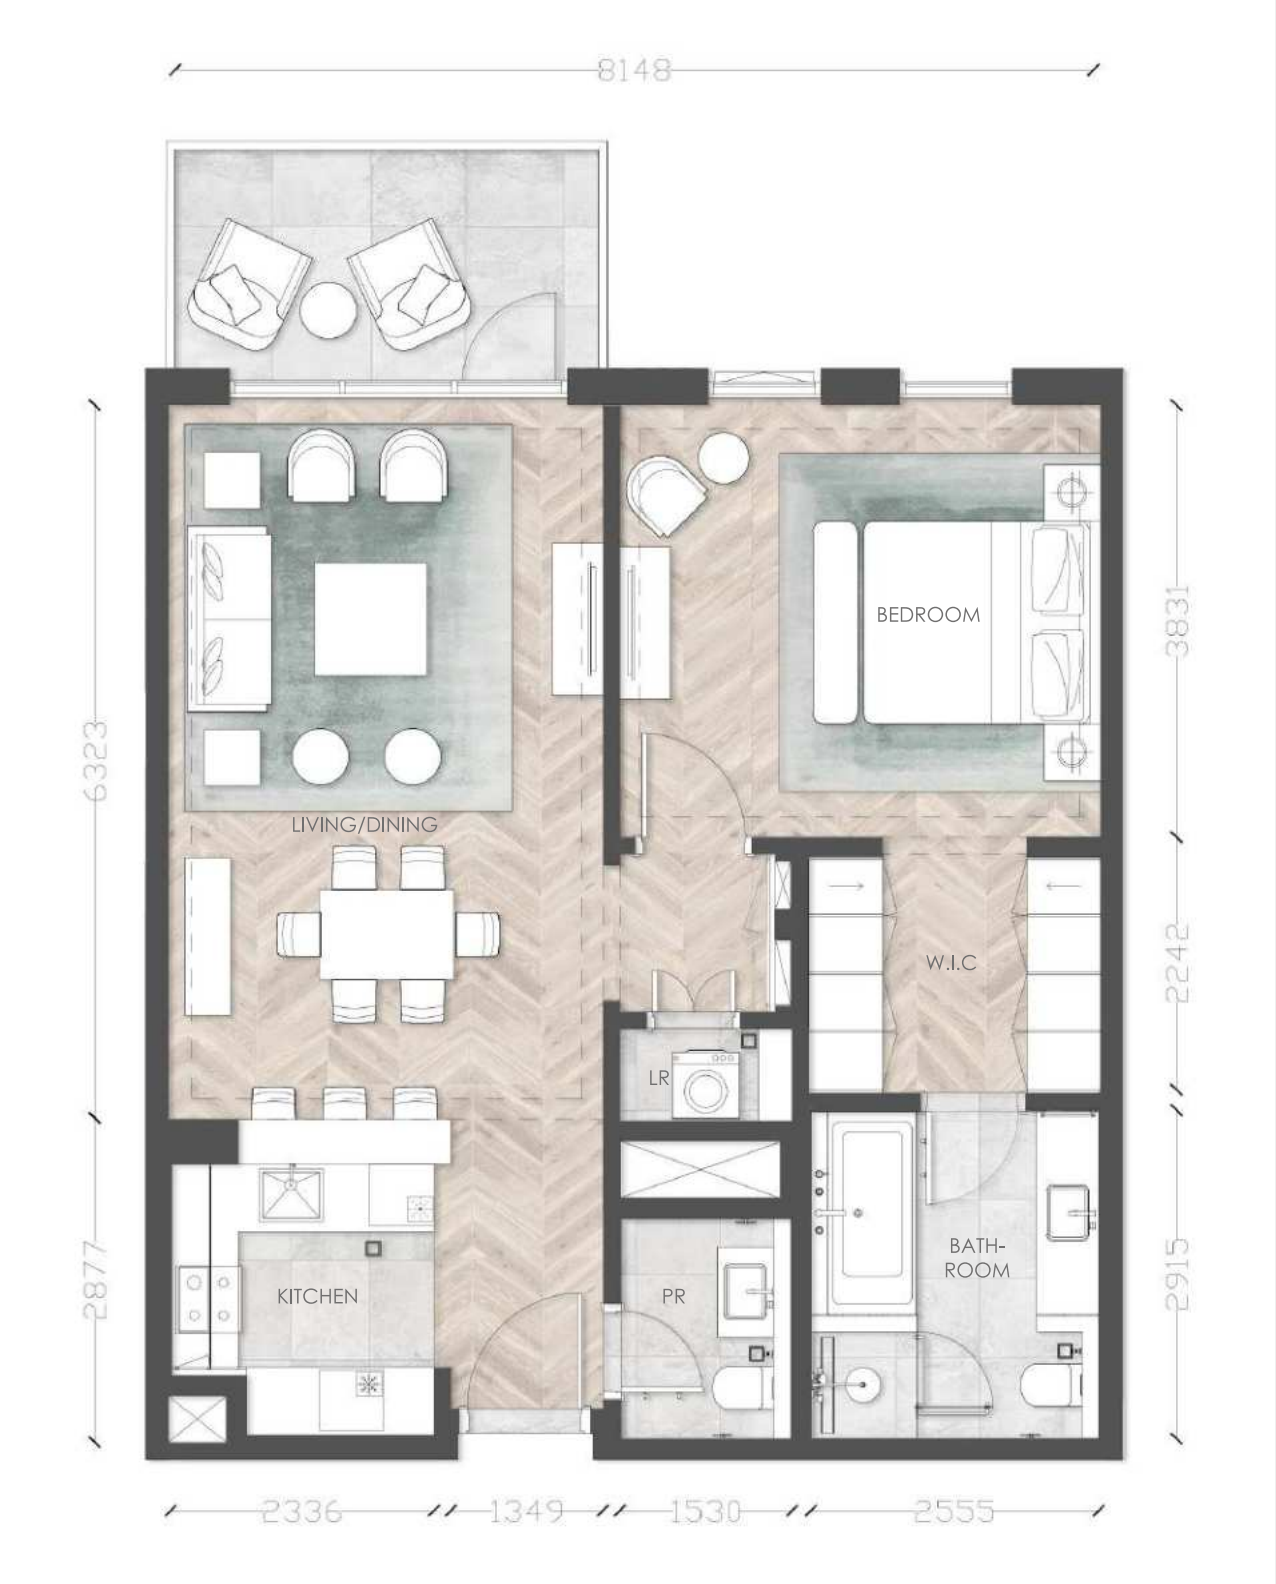 8148
BEDROOM
3831
6323
LIVING/DINING
W.I.C
2242
LR
BATH-
ROOM
2915
2877
KITCHEN
PR
2336
1349
1530
2555